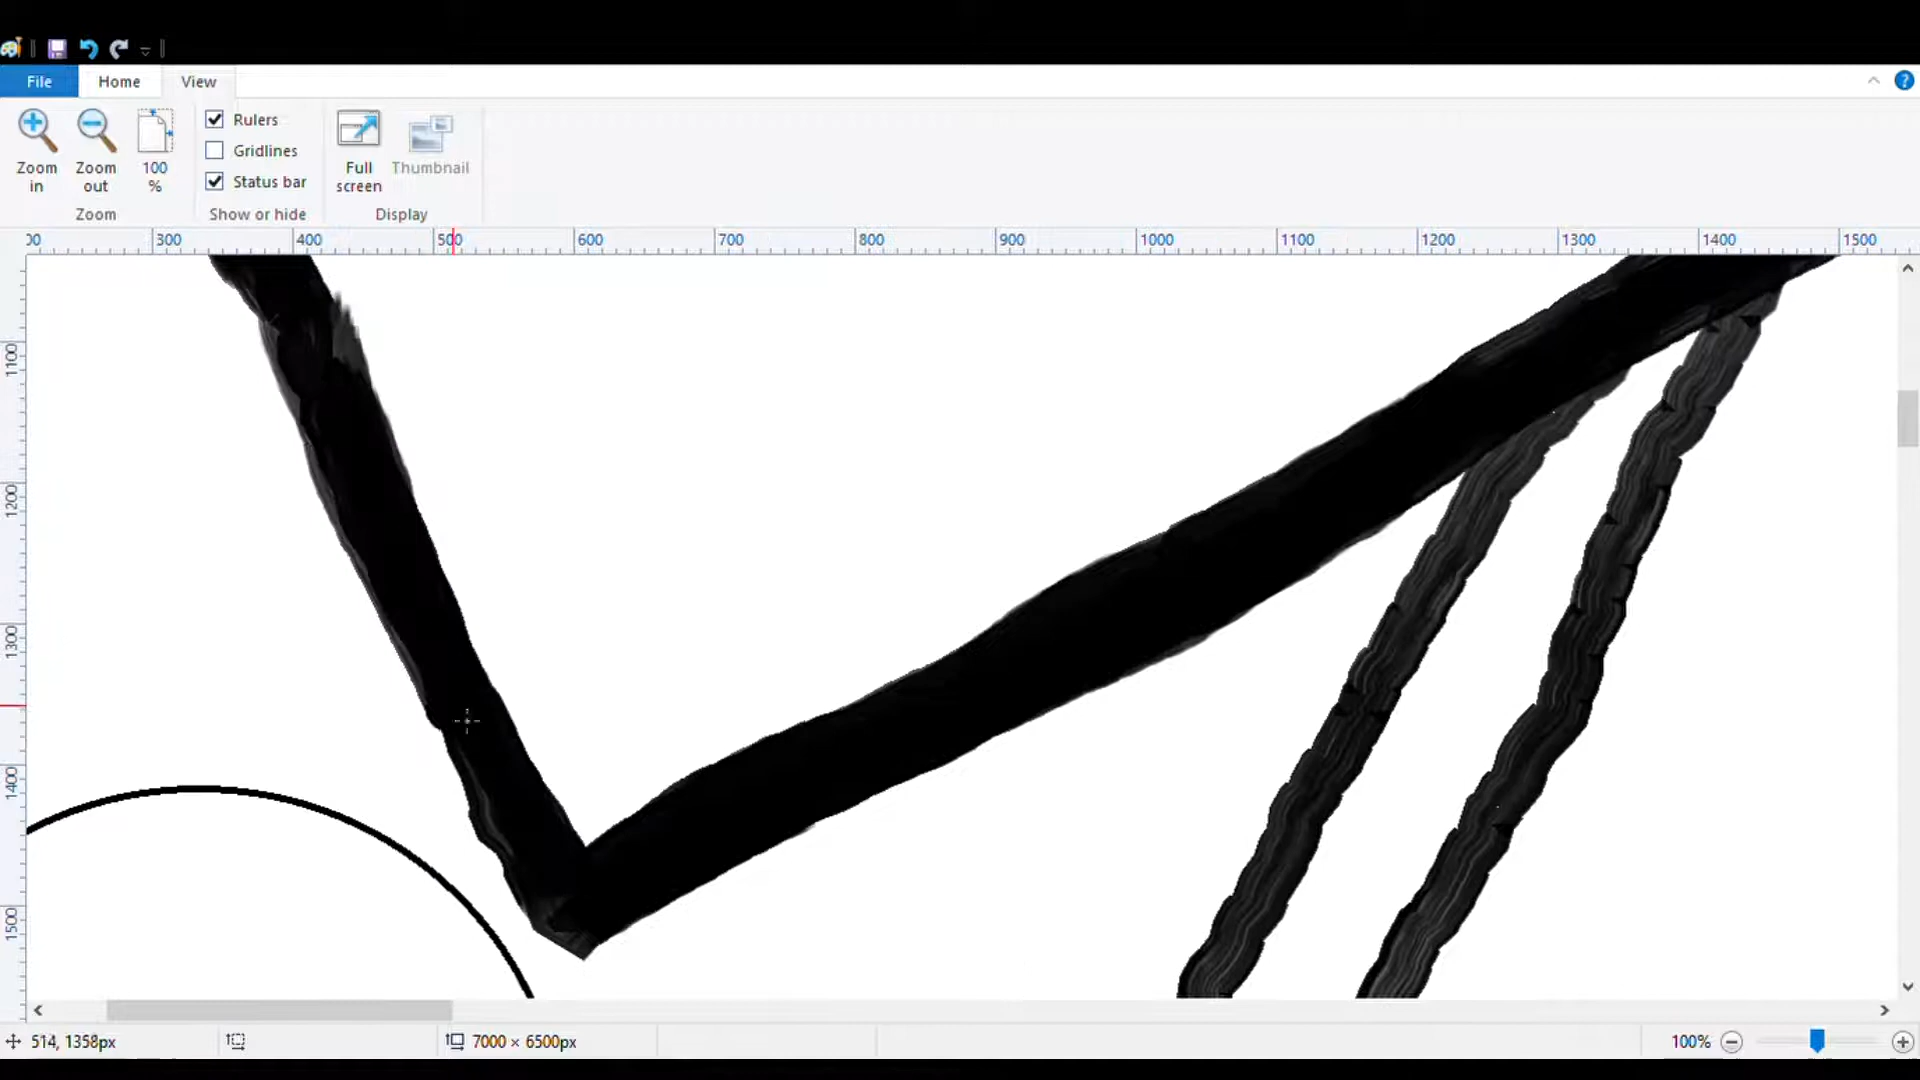 File Home View
Zoom in
Zoom out
100 %
Rulers
Gridlines
Status bar
Full screen
Thumbnail
Zoom
Show or hide
Display
00 300 400 500 600 700 800 900 1000 1100 1200 1300 1400 1500
1100
1200
1300
1400
1500
514, 1358px
7000 × 6500px
100%